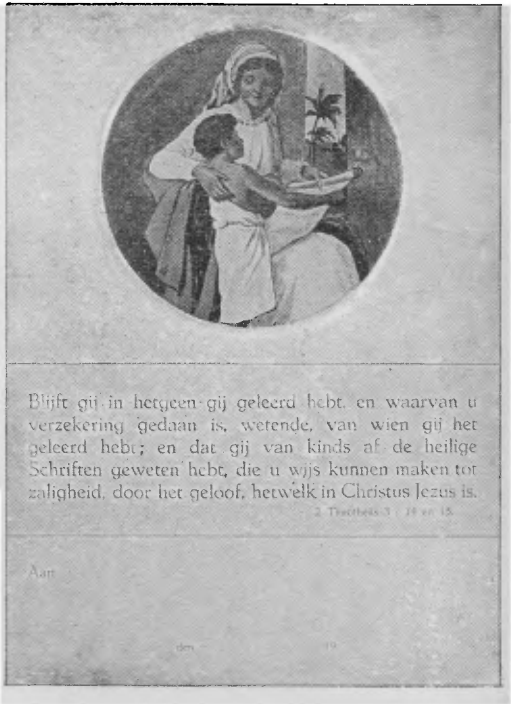 Blijft gij in hetgeen gij geleerd hebt, en waarvan u
verzekering gedaan is, wetende, van wien gij het
geleerd hebt; en dat gij van kinds af de heilige
Schriften geweten hebt, die u wijs kunnen maken tot
zaligheid, door het geloof, hetwelk in Christus Jezus is.
2 Timotheüs 3 : 14 en 15.
Aan
den 19